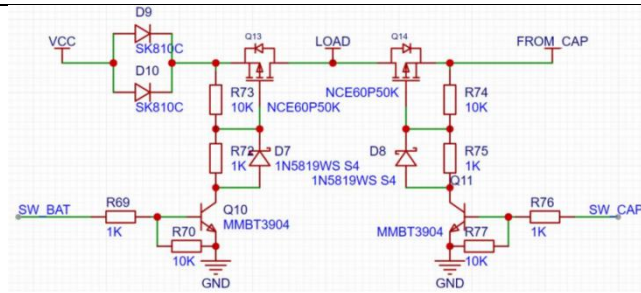 D9
VCC
SK810C
D10
SK810C
Q13
LOAD
Q14
FROM_CAP
R73
10K
NCE60P50K
NCE60P50K
R74
10K
R72
1K
D7
1N5819WS S4
D8
1N5819WS S4
R75
1K
Q11
SW_BAT
R69
1K
Q10
MMBT3904
R70
10K
GND
MMBT3904
R76
1K
SW_CAP
R77
10K
GND